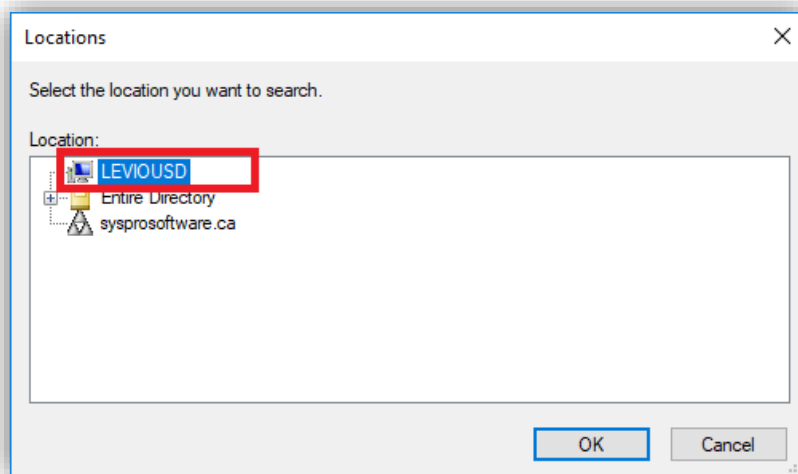 Locations
Select the location you want to search.
Location:
LEVIOUSD
Entire Directory
sysprosoftware.ca
OK
Cancel